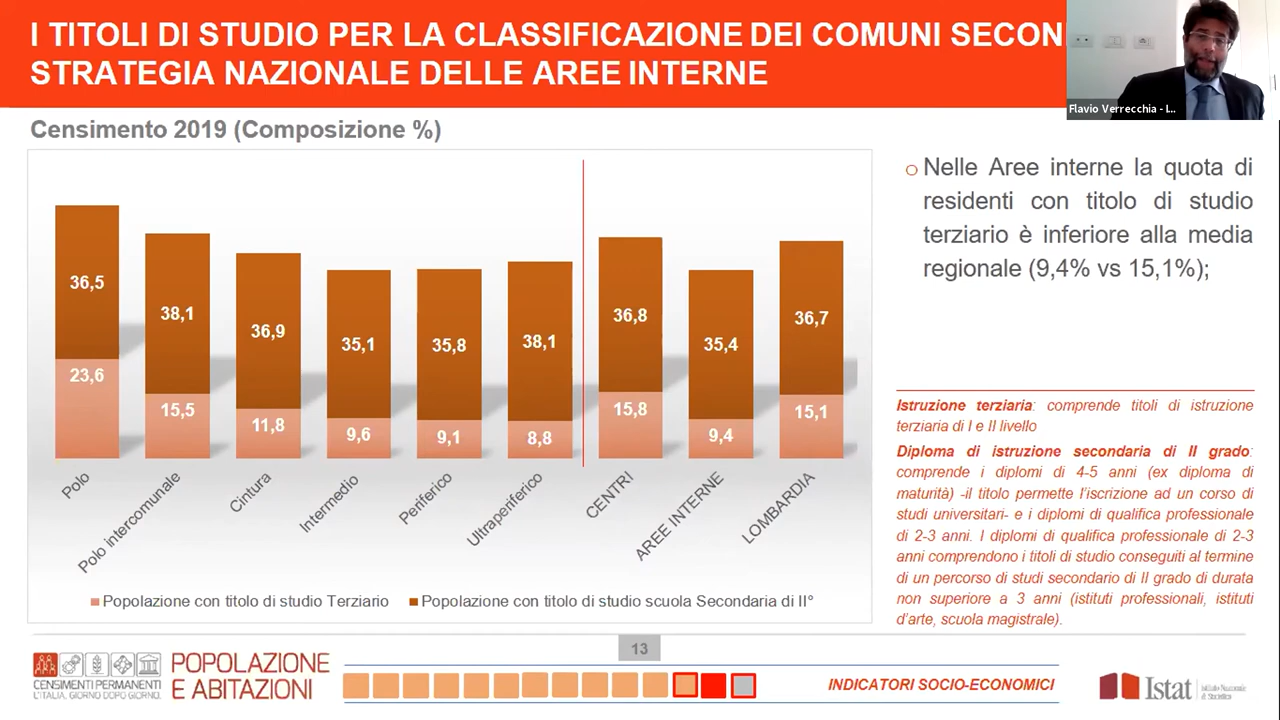 I TITOLI DI STUDIO PER LA CLASSIFICAZIONE DEI COMUNI SECON
STRATEGIA NAZIONALE DELLE AREE INTERNE
Flavio Verrecchia - I...
Censimento 2019 (Composizione %)
36,5
23,6
38,1
15,5
36,9
11,8
35,1
9,6
35,8
9,1
38,1
8,8
36,8
15,8
35,4
9,4
36,7
15,1
Polo
Polo intercomunale
Cintura
Intermedio
Periferico
Ultraperiferico
CENTRI
AREE INTERNE
LOMBARDIA
Popolazione con titolo di studio Terziario
Popolazione con titolo di studio scuola Secondaria di II°
o Nelle Aree interne la quota di
residenti con titolo di studio
terziario è inferiore alla media
regionale (9,4% vs 15,1%);
Istruzione terziaria: comprende titoli di istruzione
terziaria di I e II livello
Diploma di istruzione secondaria di II grado:
comprende i diplomi di 4-5 anni (ex diploma di
maturità) -il titolo permette l'iscrizione ad un corso di
studi universitari- e i diplomi di qualifica professionale
di 2-3 anni. I diplomi di qualifica professionale di 2-3
anni comprendono i titoli di studio conseguiti al termine
di un percorso di studi secondario di II grado di durata
non superiore a 3 anni (istituti professionali, istituti
d'arte, scuola magistrale).
13
CENSIMENTI PERMANENTI
L'ITALIA, GIORNO DOPO GIORNO.
POPOLAZIONE
E ABITAZIONI
INDICATORI SOCIO-ECONOMICI
Istat
Istituto Nazionale
di Statistica